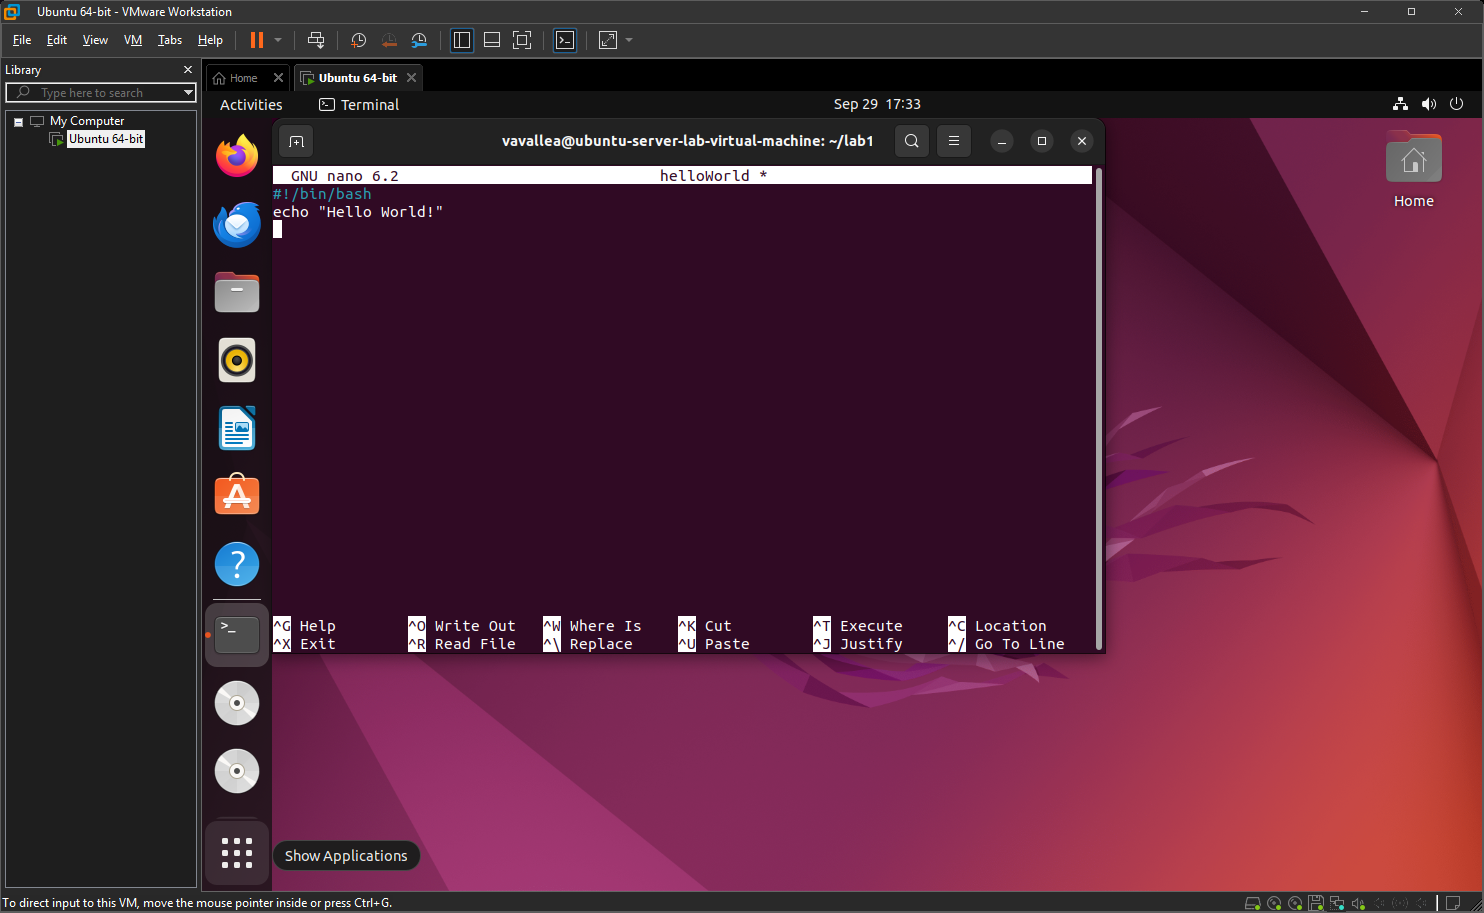 Ubuntu 64-bit - VMware Workstation
File Edit View VM Tabs Help
Library
Type here to search
My Computer
Ubuntu 64-bit
Home
Ubuntu 64-bit
Activities
Terminal
Sep 29 17:33
vavallea@ubuntu-server-lab-virtual-machine: ~/lab1
GNU nano 6.2 helloWorld *
#!/bin/bash
echo "Hello World!"
^G Help ^O Write Out ^W Where Is ^K Cut ^T Execute ^C Location
^X Exit ^R Read File ^\ Replace ^U Paste ^J Justify ^/ Go To Line
Home
Show Applications
To direct input to this VM, move the mouse pointer inside or press Ctrl+G.